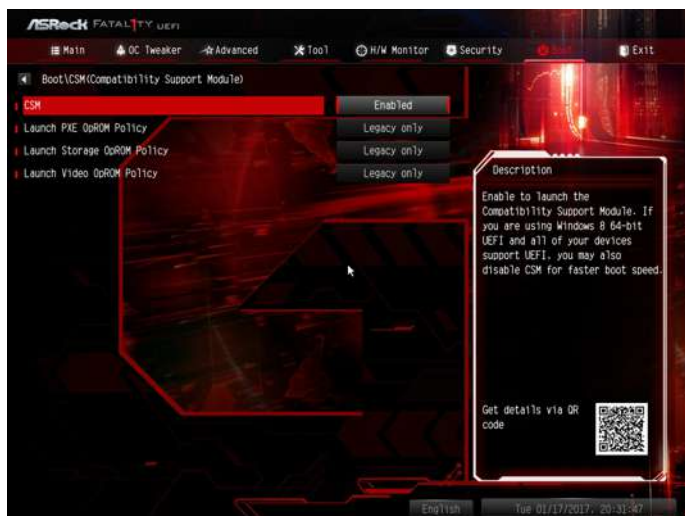 ASRock FATAL1TY UEFI
Main OC Tweaker Advanced Tool H/W Monitor Security Boot Exit
Boot\CSM(Compatibility Support Module)
CSM Enabled
Launch PXE OpROM Policy Legacy only
Launch Storage OpROM Policy Legacy only
Launch Video OpROM Policy Legacy only
Description
Enable to launch the
Compatibility Support Module. If
you are using Windows 8 64-bit
UEFI and all of your devices
support UEFI, you may also
disable CSM for faster boot speed.
Get details via QR
code
English Tue 01/17/2017, 20:31:47